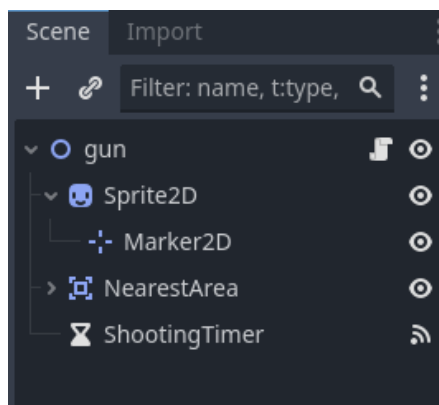 Scene Import
Filter: name, t:type,
gun
Sprite2D
Marker2D
NearestArea
ShootingTimer